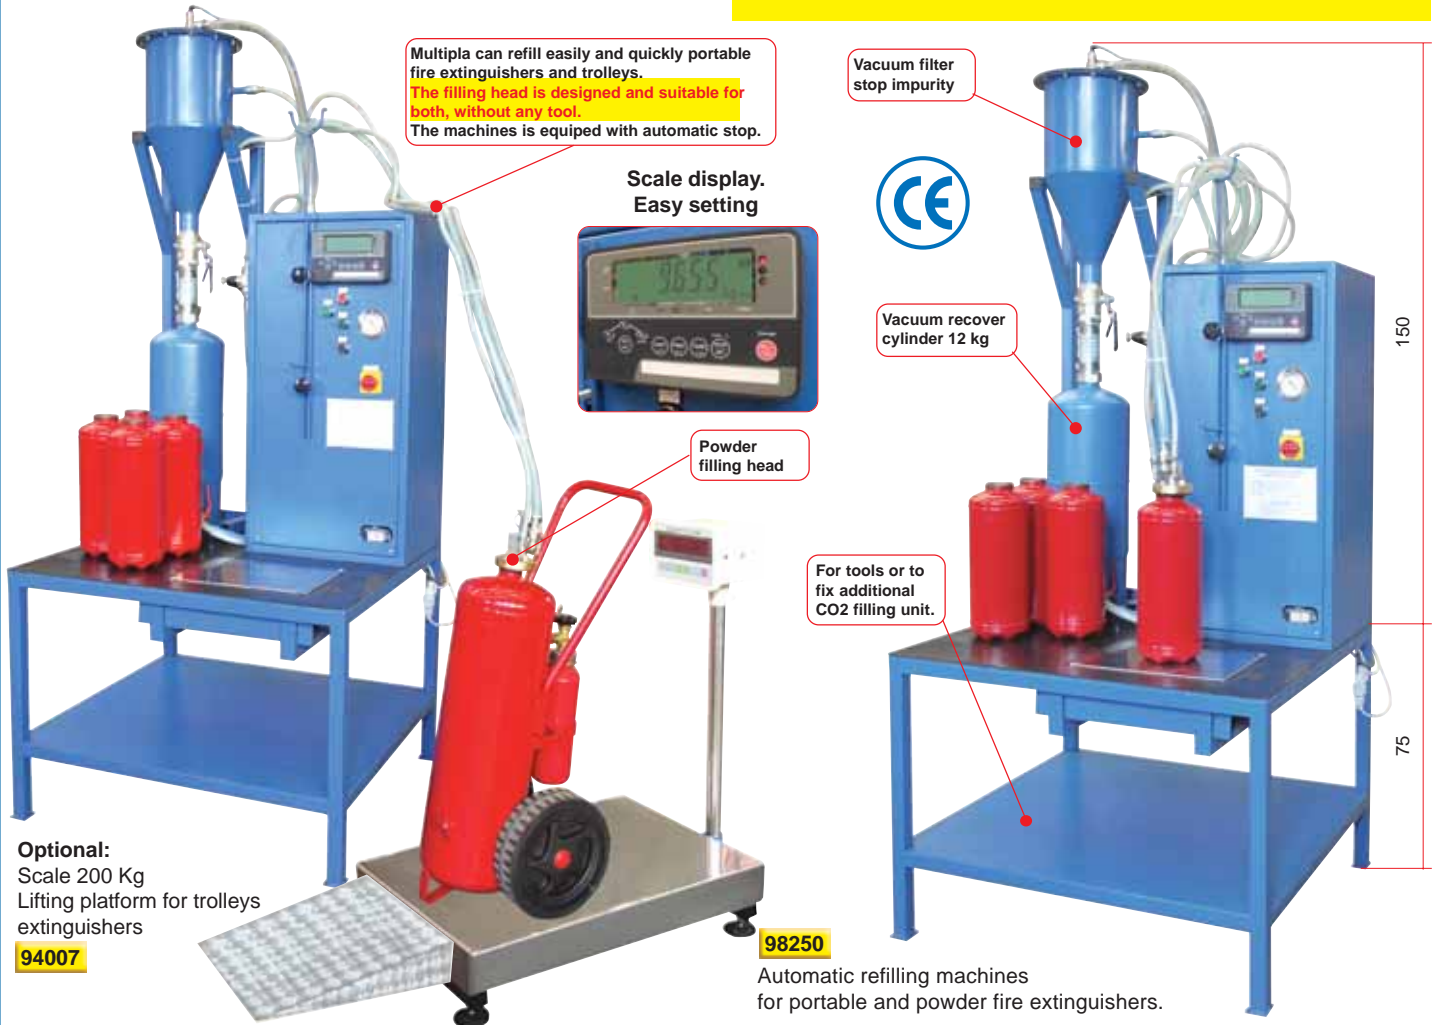 Multipla can refill easily and quickly portable
fire extinguishers and trolleys.
The filling head is designed and suitable for
both, without any tool.
The machines is equiped with automatic stop.
Scale display.
Easy setting
9.655
Powder
filling head
Vacuum filter
stop impurity
CE
Vacuum recover
cylinder 12 kg
For tools or to
fix additional
CO2 filling unit.
150
75
Optional:
Scale 200 Kg
Lifting platform for trolleys
extinguishers
94007
98250
Automatic refilling machines
for portable and powder fire extinguishers.